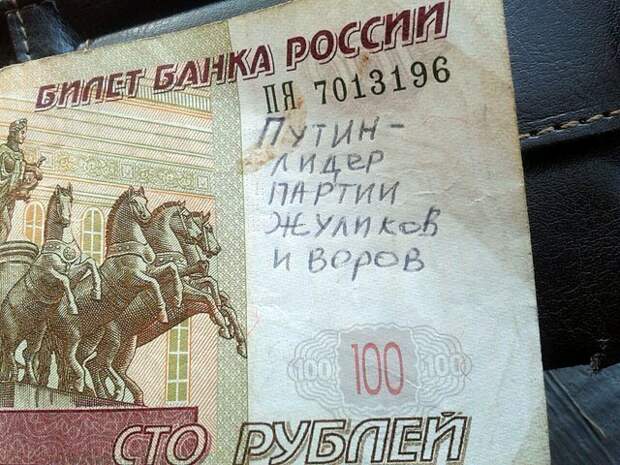 БИЛЕТ БАНКА РОССИИ
ПЯ 7013196
ПУТИН-
ЛИДЕР
ПАРТИИ
ЖУЛИКОВ
И ВОРОВ
100 100 100
СТО РУБЛЕЙ